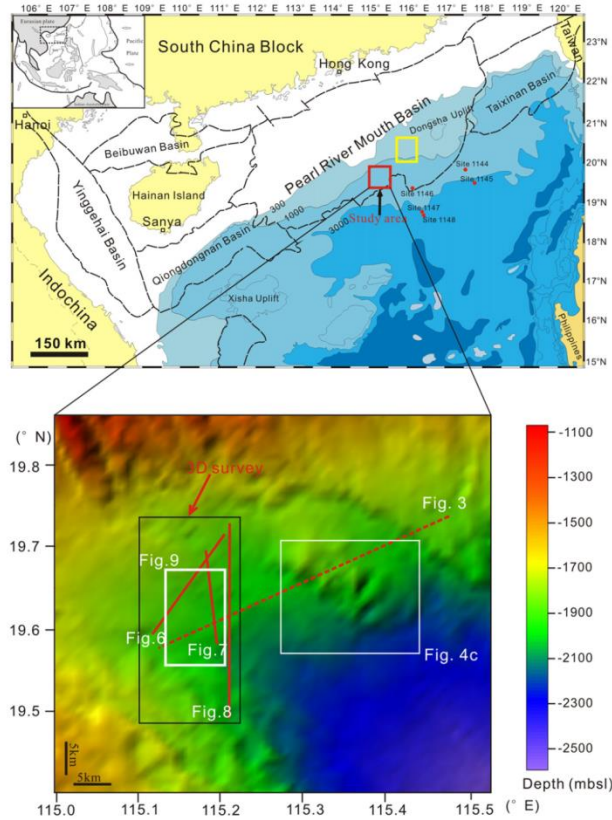 106°E 107°E 108°E 109°E 110°E 111°E 112°E 113°E 114°E 115°E 116°E 117°E 118°E 119°E 120°E
Eurasian plate
Pacific
Plate
South China Block
Hong Kong
Taiwan
23°N
22°N
21°N
20°N
19°N
18°N
17°N
16°N
15°N
Hanoi
Beibuwan Basin
Pearl River Mouth Basin
Dongsha Uplift
Taixinan Basin
Yinggehai Basin
Hainan Island
Sanya
300
1000
3000
Study area
Site 1144
Site 1145
Site 1146
Site 1147
Site 1148
Qiongdongnan Basin
Xisha Uplift
Indochina
Philippines
150 km
(° N)
19.8
19.7
19.6
19.5
3D survey
Fig. 3
Fig.9
Fig.6
Fig.7
Fig.8
Fig. 4c
5km
5km
115.0 115.1 115.2 115.3 115.4 115.5
(° E)
-1100
-1300
-1500
-1700
-1900
-2100
-2300
-2500
Depth (mbsl)